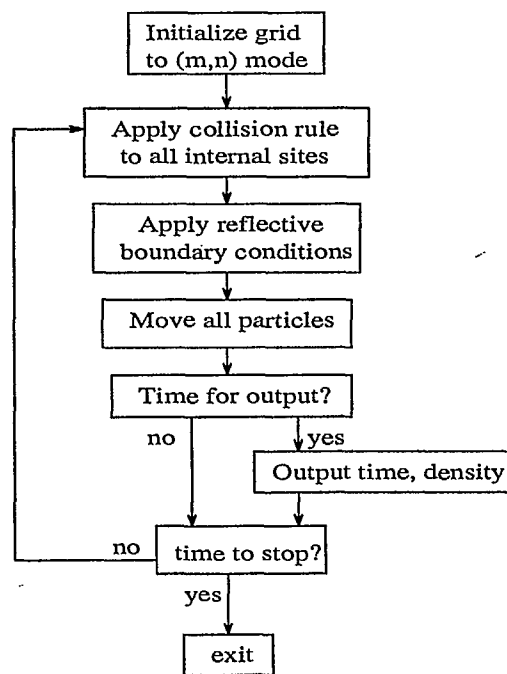 Initialize grid
to (m,n) mode
Apply collision rule
to all internal sites
Apply reflective
boundary conditions
Move all particles
Time for output?
no
yes
Output time, density
no
time to stop?
yes
exit